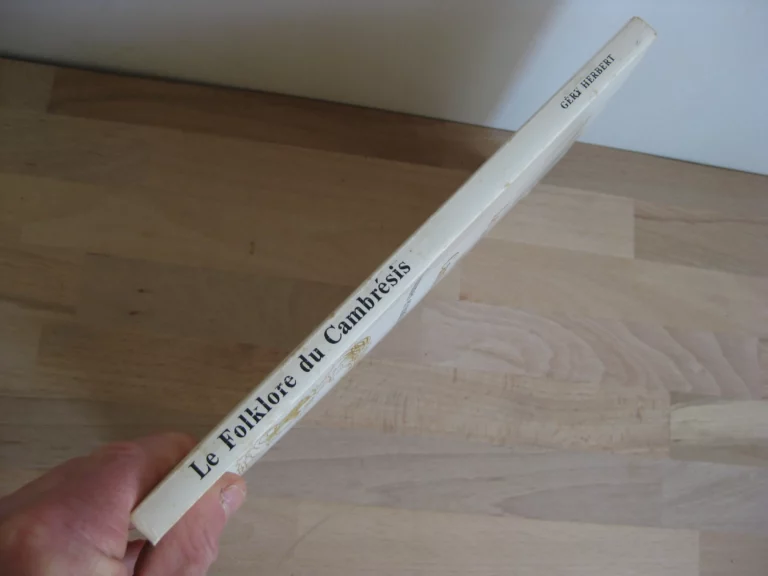 Le Folklore du Cambrésis
GÉRY HERBERT